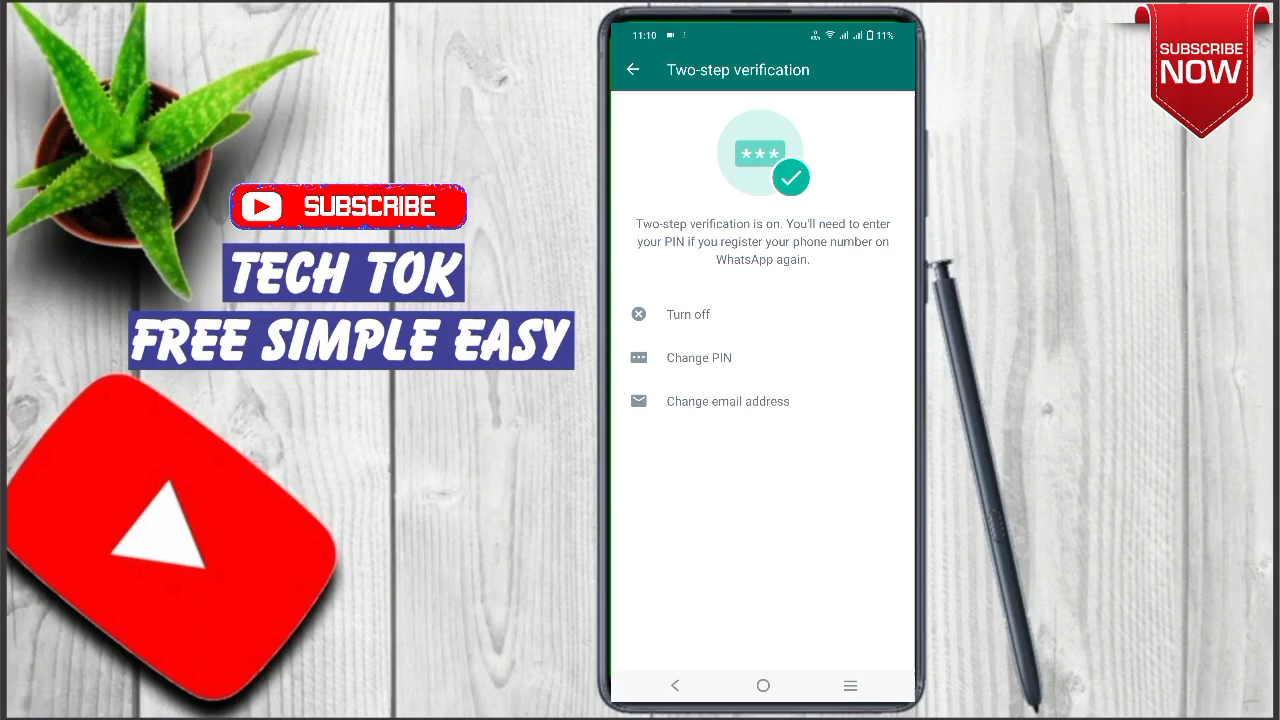 SUBSCRIBE
TECH TOK
FREE SIMPLE EASY
11:10
11%
Two-step verification
***
Two-step verification is on. You'll need to enter
your PIN if you register your phone number on
WhatsApp again.
Turn off
Change PIN
Change email address
SUBSCRIBE
NOW